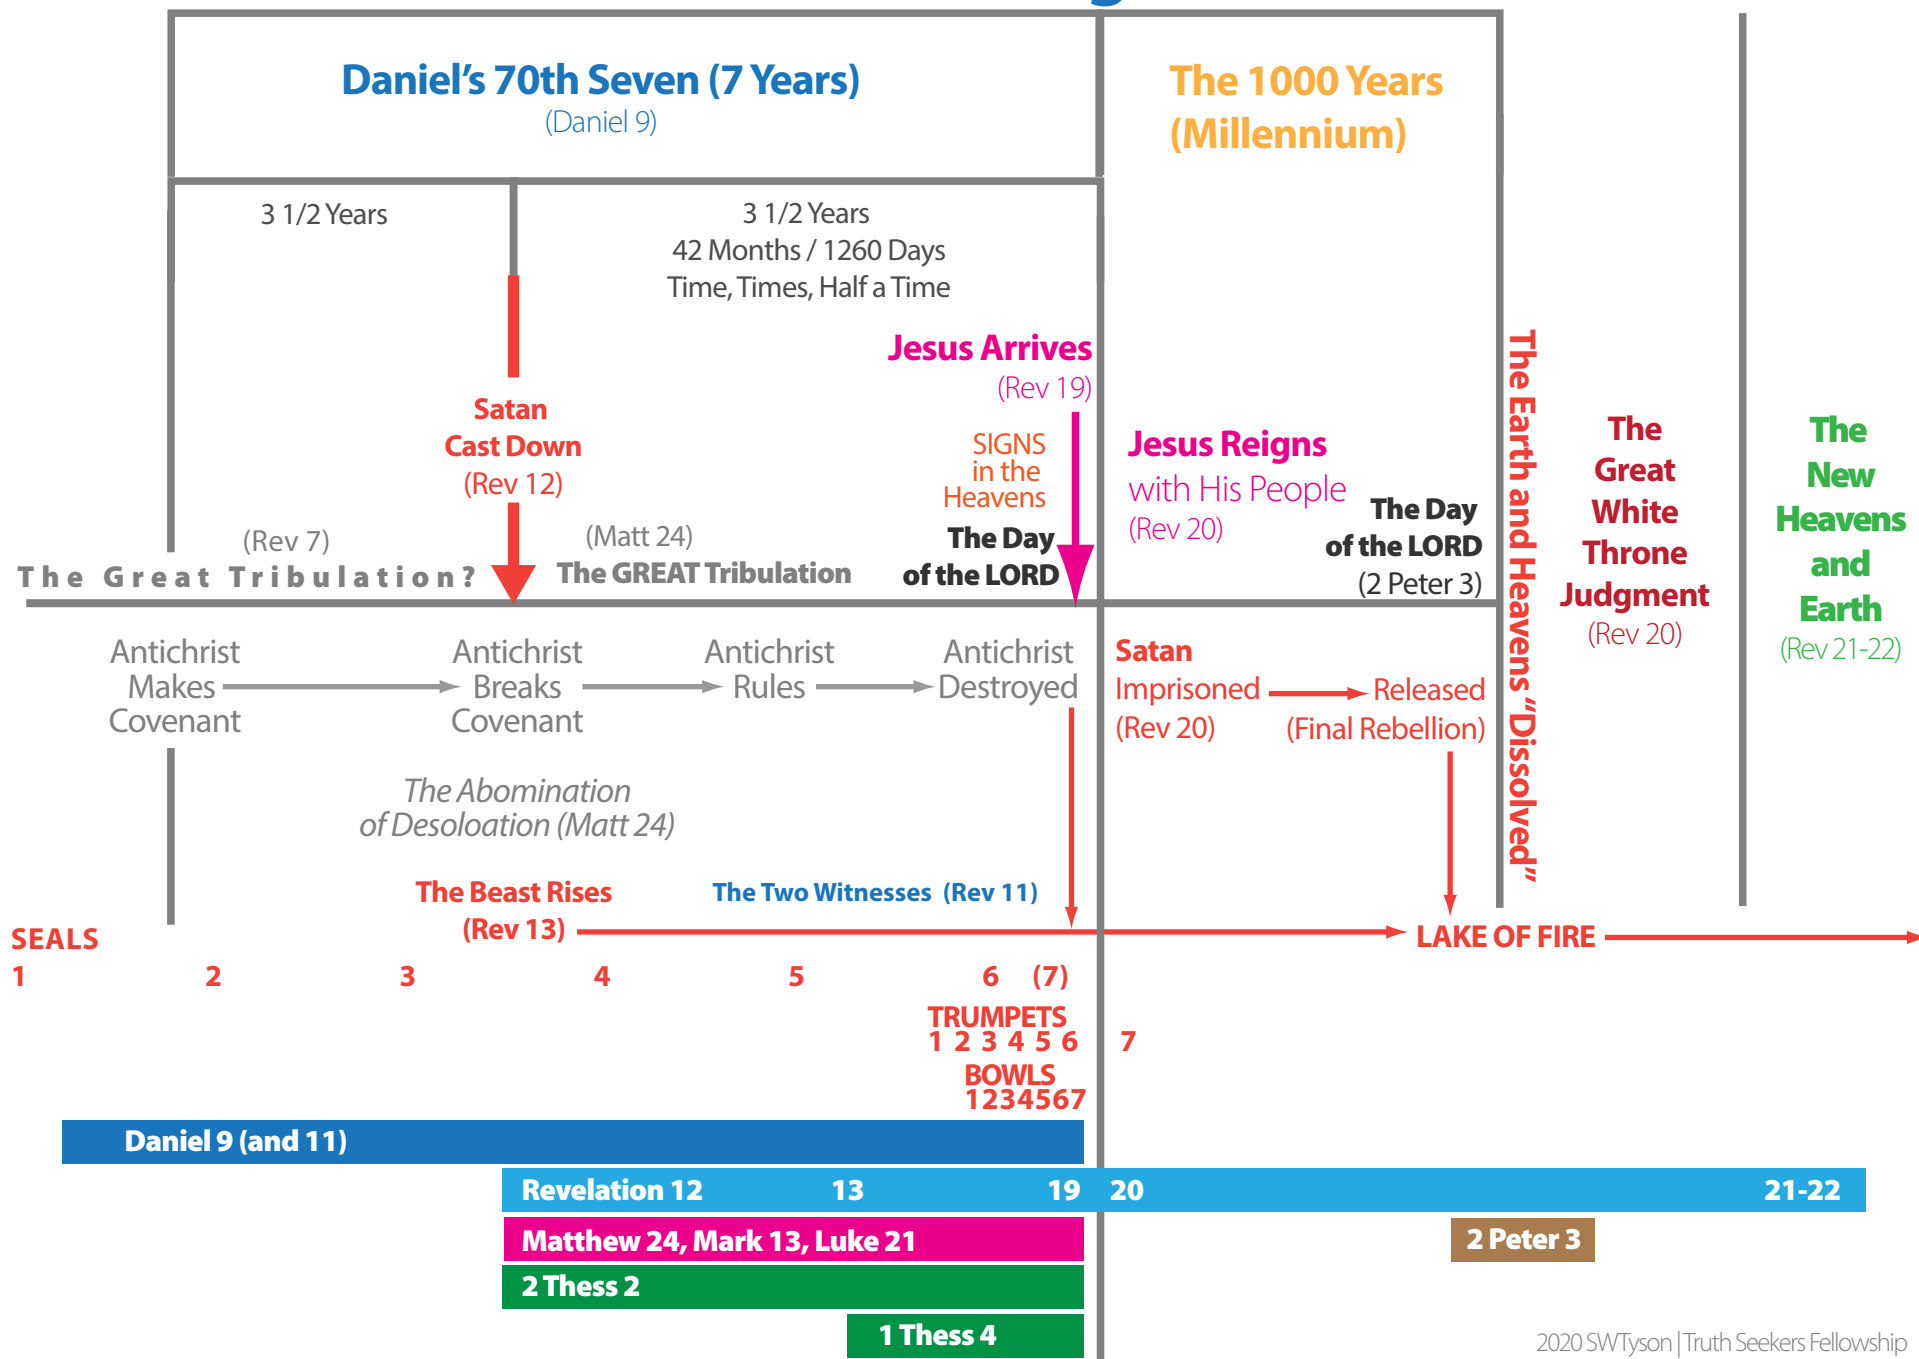 Daniel's 70th Seven (7 Years)
(Daniel 9)
The 1000 Years
(Millennium)
3 1/2 Years
3 1/2 Years
42 Months / 1260 Days
Time, Times, Half a Time
Jesus Arrives
(Rev 19)
Satan
Cast Down
(Rev 12)
SIGNS
in the
Heavens
Jesus Reigns
with His People
(Rev 20)
The Day
of the LORD
(2 Peter 3)
The Earth and Heavens "Dissolved"
The
Great
White
Throne
Judgment
(Rev 20)
The
New
Heavens
and
Earth
(Rev 21-22)
(Rev 7)
The Great Tribulation?
(Matt 24)
The GREAT Tribulation
The Day
of the LORD
Antichrist
Makes
Covenant
Antichrist
Breaks
Covenant
Antichrist
Rules
Antichrist
Destroyed
Satan
Imprisoned
(Rev 20)
Released
(Final Rebellion)
The Abomination
of Desoloation (Matt 24)
The Beast Rises
(Rev 13)
The Two Witnesses (Rev 11)
LAKE OF FIRE
SEALS
1 2 3 4 5 6 (7)
TRUMPETS
1 2 3 4 5 6 7
BOWLS
1234567
Daniel 9 (and 11)
Revelation 12 13 19 20 21-22
Matthew 24, Mark 13, Luke 21
2 Peter 3
2 Thess 2
1 Thess 4
2020 SWTyson | Truth Seekers Fellowship